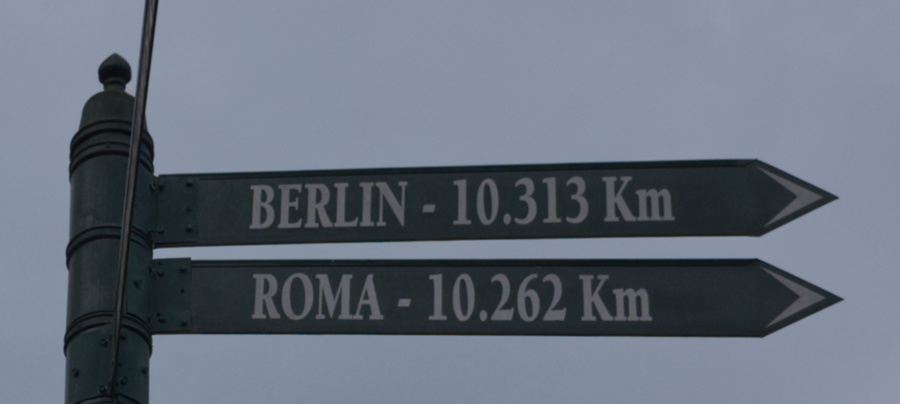 BERLIN - 10.313 Km
ROMA - 10.262 Km